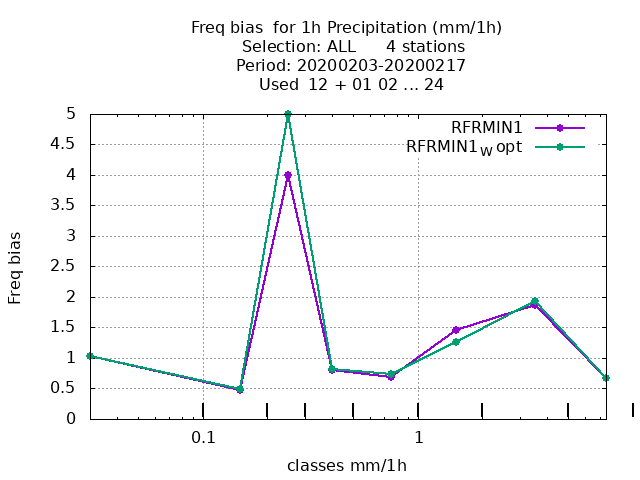 Freq bias  for 1h Precipitation (mm/1h)
Selection: ALL      4 stations
Period: 20200203-20200217
Used  12 + 01 02 ... 24
RFRMIN1
RFRMIN1W opt
5
4.5
4
3.5
3
2.5
2
1.5
1
0.5
0
Freq bias
0.1
1
classes mm/1h